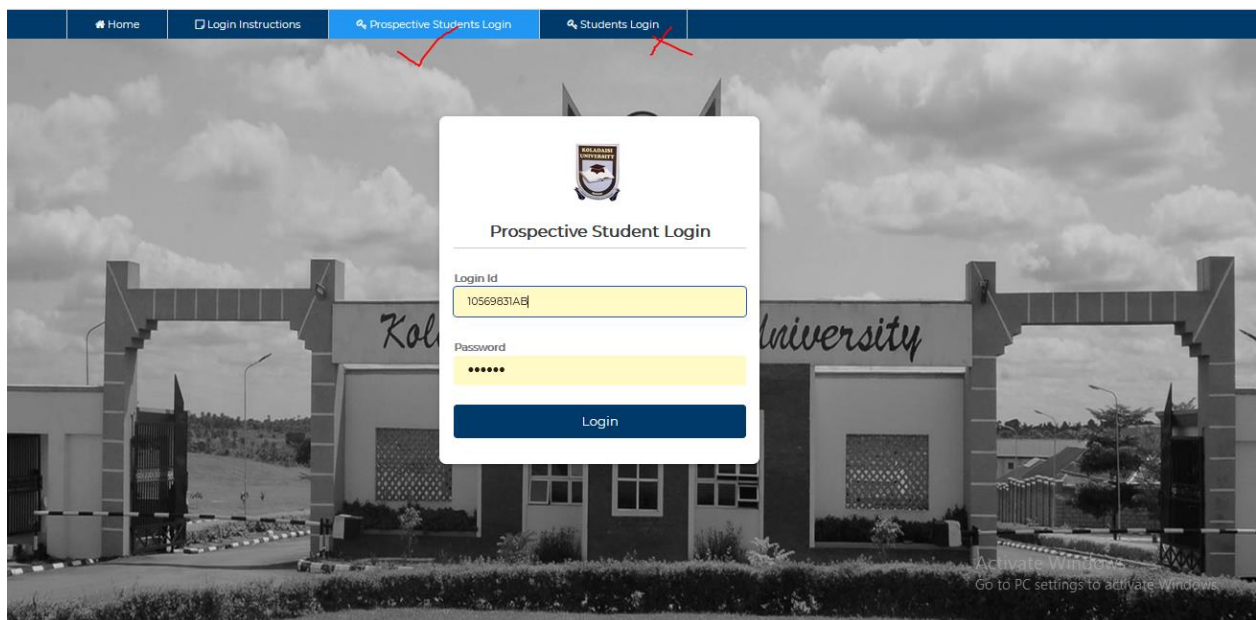 Home Login Instructions Prospective Students Login Students Login
KOLADAISI
UNIVERSITY
Prospective Student Login
Login Id
10569831AB
Kol University
Password
••••••
Login
Activate Windows
Go to PC settings to activate Windows.